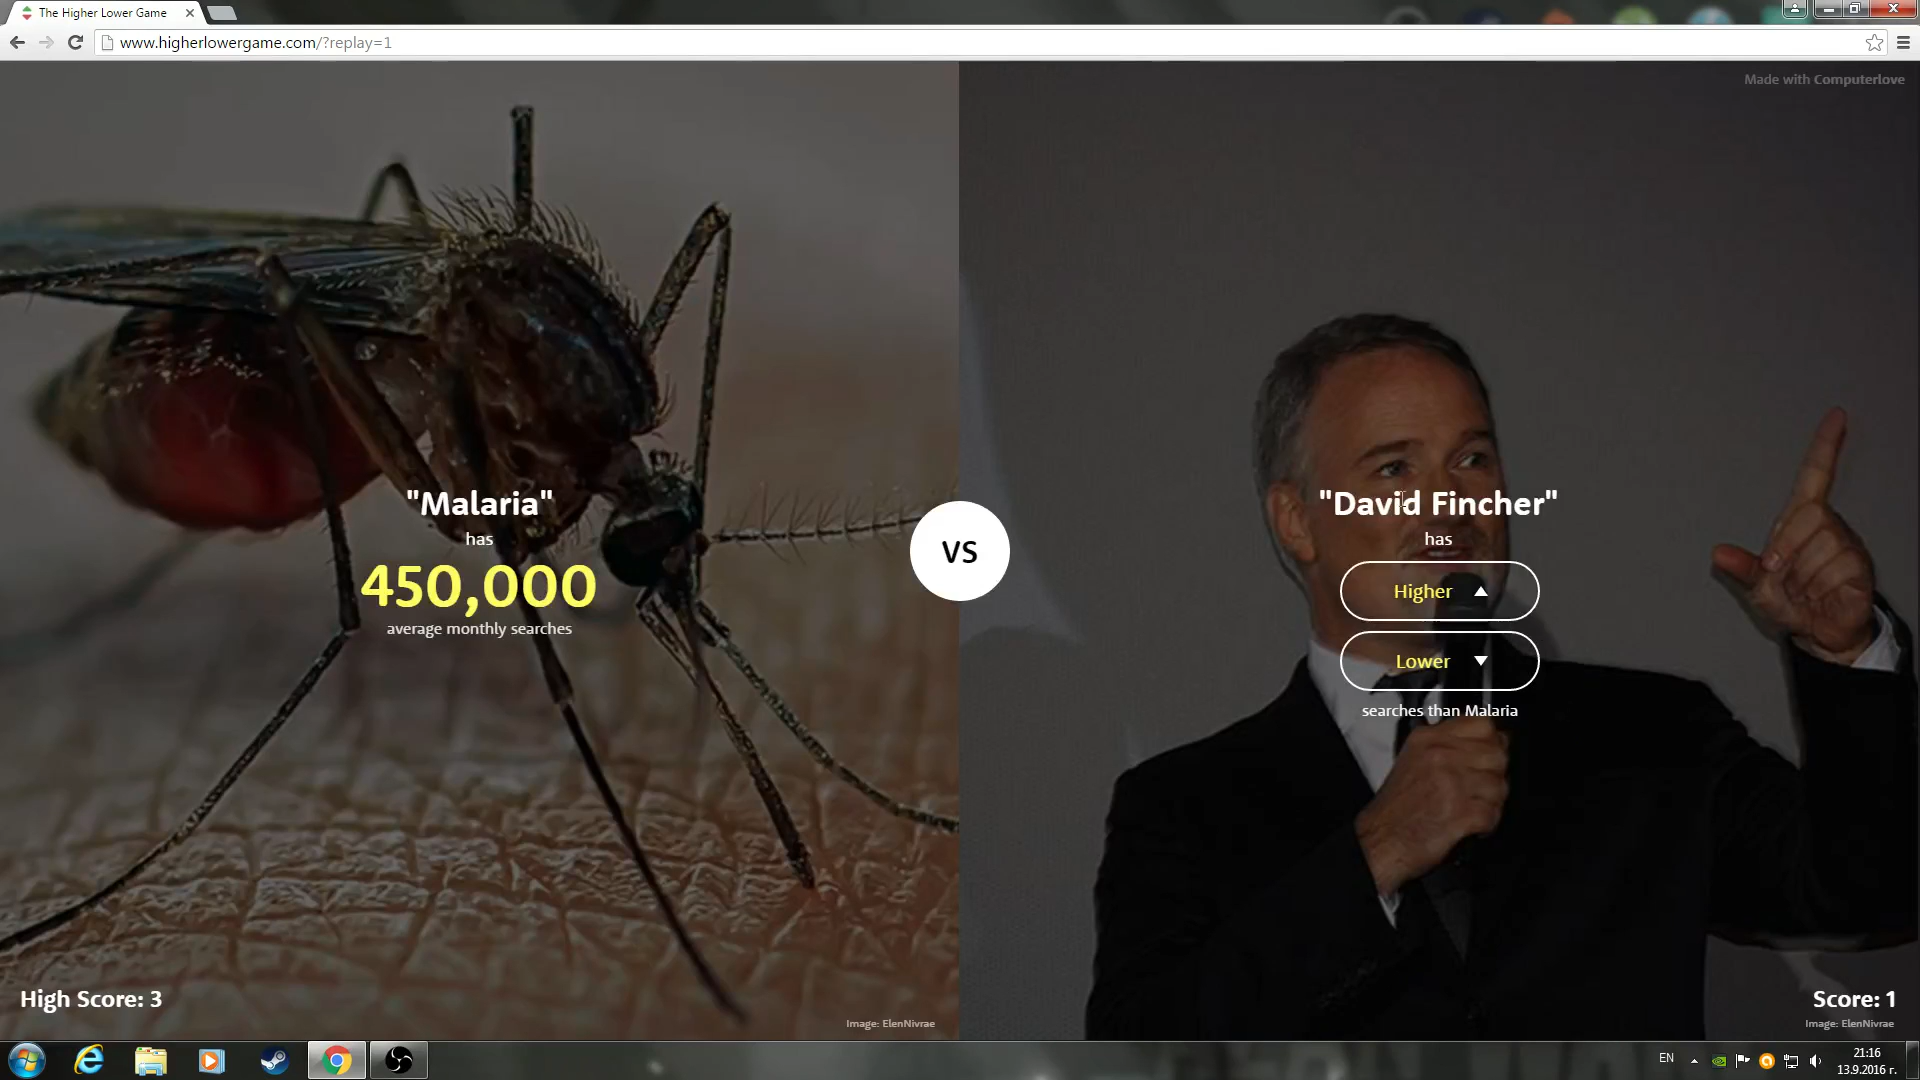 The Higher Lower Game
www.higherlowergame.com/?replay=1
Made with Computerlove
"Malaria"
has
450,000
average monthly searches
VS
"David Fincher"
has
Higher
Lower
searches than Malaria
High Score: 3
Image: ElenNivrae
Score: 1
Image: ElenNivrae
EN
21:16
13.9.2016 г.